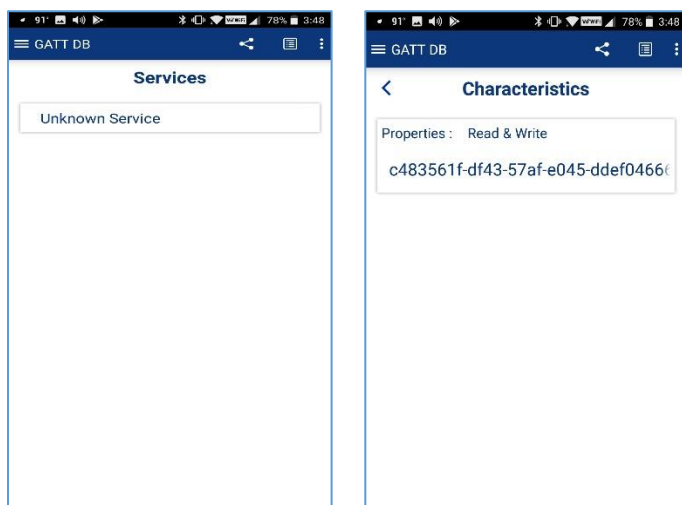 91° 78% 3:48
GATT DB
Services
Unknown Service
91° 78% 3:48
GATT DB
Characteristics
Properties : Read & Write
c483561f-df43-57af-e045-ddef0466